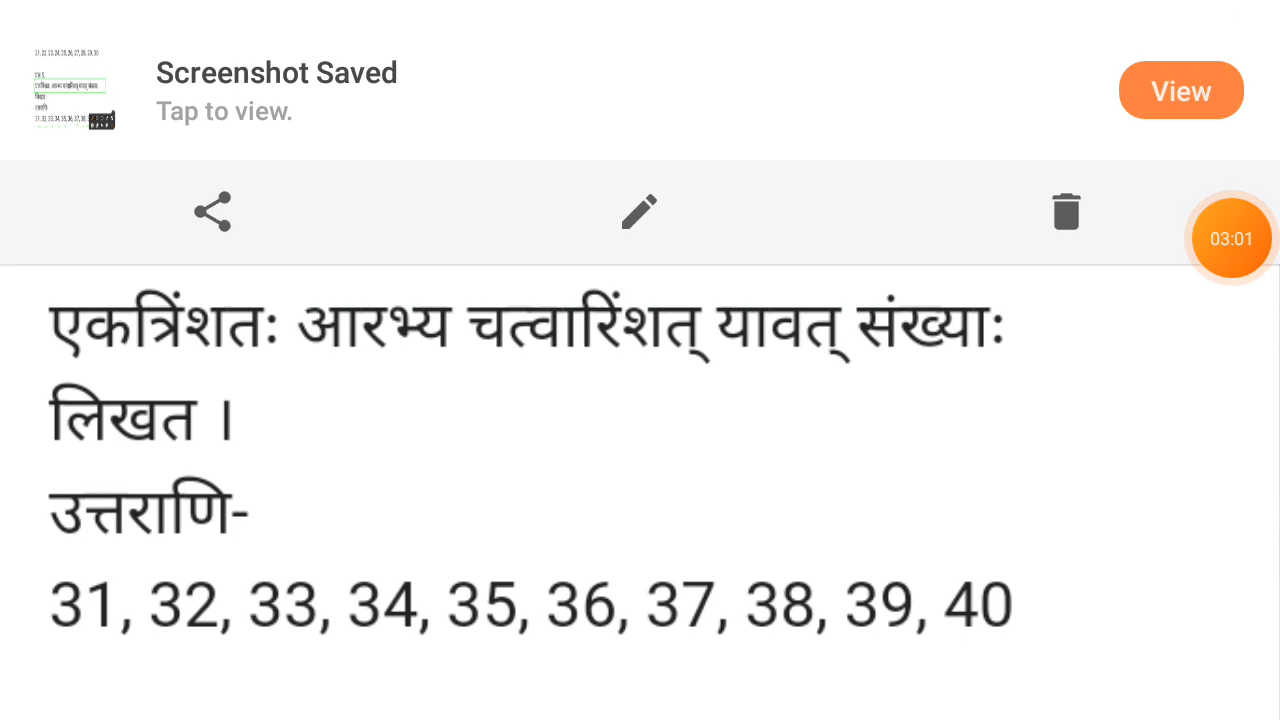 Screenshot Saved
Tap to view.
View
03:01
एकत्रिंशतः आरभ्य चत्वारिंशत् यावत् संख्याः
लिखत ।
उत्तराणि-
31, 32, 33, 34, 35, 36, 37, 38, 39, 40